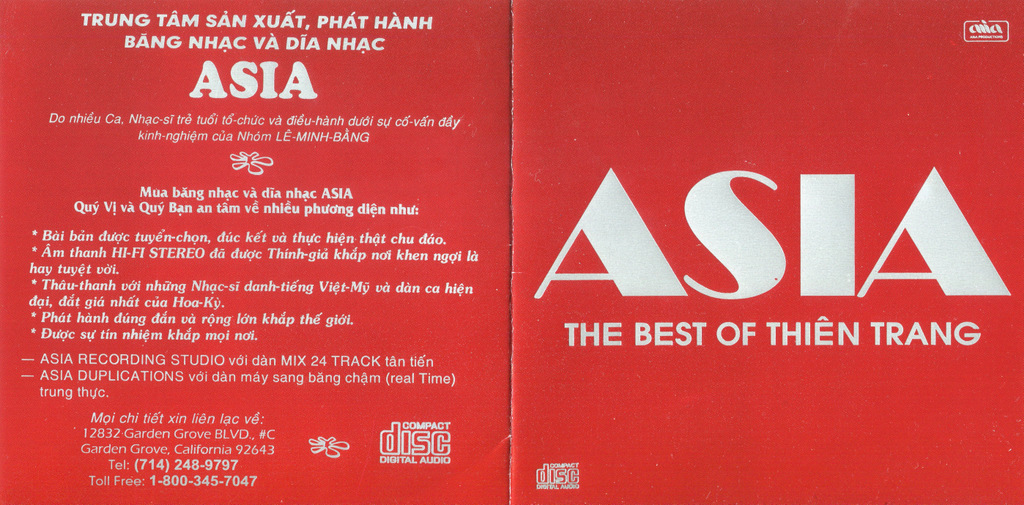 TRUNG TÂM SẢN XUẤT, PHÁT HÀNH
BĂNG NHẠC VÀ DĨA NHẠC
ASIA
Do nhiều Ca, Nhạc-sĩ trẻ tuổi tổ-chức và điều-hành dưới sự cố-vấn đầy
kinh-nghiệm của Nhóm LÊ-MINH-BẰNG
Mua băng nhạc và dĩa nhạc ASIA
Quý Vị và Quý Bạn an tâm về nhiều phương diện như:
* Bài bản được tuyển-chọn, đúc kết và thực hiện thật chu đáo.
* Âm thanh HI-FI STEREO đã được Thính-giả khắp nơi khen ngợi là
hay tuyệt vời.
* Thâu-thanh với những Nhạc-sĩ danh-tiếng Việt-Mỹ và dàn ca hiện
đại, đắt giá nhất của Hoa-Kỳ.
* Phát hành đúng đắn và rộng lớn khắp thế giới.
* Được sự tín nhiệm khắp mọi nơi.
— ASIA RECORDING STUDIO với dàn MIX 24 TRACK tân tiến
— ASIA DUPLICATIONS với dàn máy sang băng chậm (real Time)
trung thực.
Mọi chi tiết xin liên lạc về:
12832 Garden Grove BLVD., #C
Garden Grove, California 92643
Tel: (714) 248-9797
Toll Free: 1-800-345-7047
COMPACT
disc
DIGITAL AUDIO
asia
ASIA PRODUCTIONS
ASIA
THE BEST OF THIÊN TRANG
COMPACT
disc
DIGITAL AUDIO